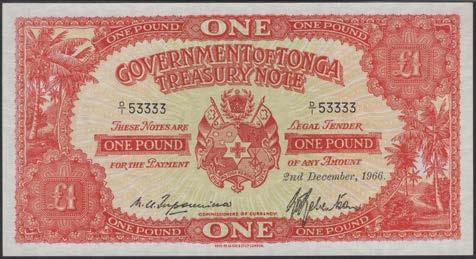 ONE
ONE POUND ONE POUND
GOVERNMENT OF TONGA
TREASURY NOTE
£1
D/1 53333 D/1 53333
THESE NOTES ARE LEGAL TENDER
ONE POUND ONE POUND
FOR THE PAYMENT OF ANY AMOUNT
2nd December, 1966.
COMMISSIONERS OF CURRENCY.
£1
ONE POUND ONE POUND
ONE